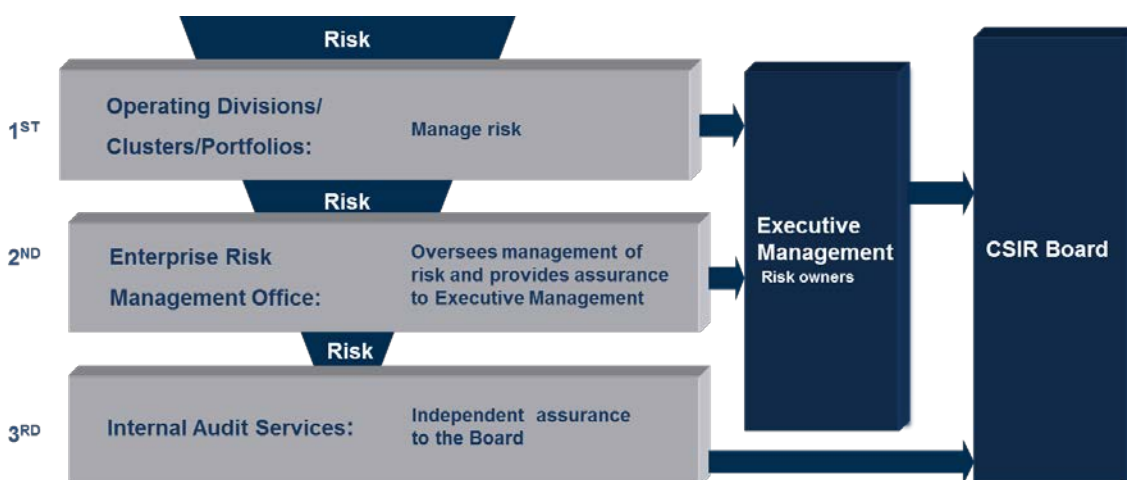 Risk
1ST
Operating Divisions/
Clusters/Portfolios:
Manage risk
Risk
2ND
Enterprise Risk
Management Office:
Oversees management of
risk and provides assurance
to Executive Management
Risk
3RD
Internal Audit Services:
Independent assurance
to the Board
Executive
Management
Risk owners
CSIR Board